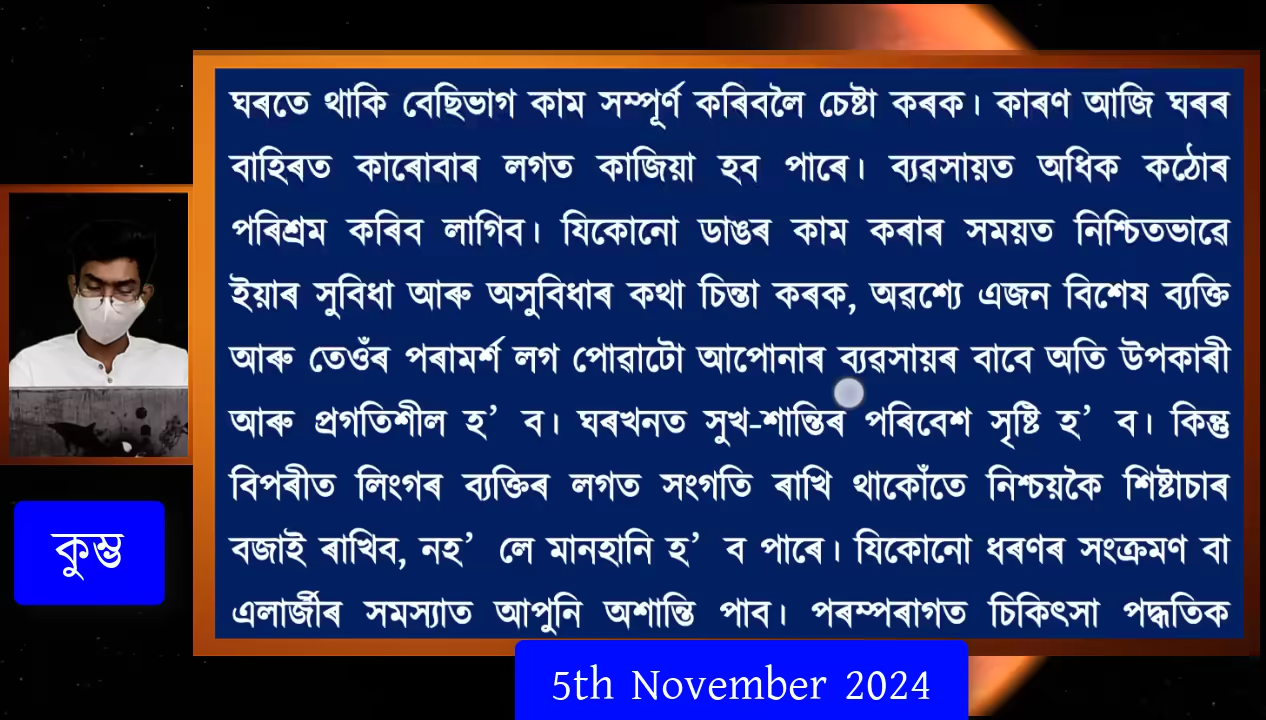 ঘৰতে থাকি বেছিভাগ কাম সম্পূৰ্ণ কৰিবলৈ চেষ্টা কৰক। কাৰণ আজি ঘৰৰ
বাহিৰত কাৰোবাৰ লগত কাজিয়া হব পাৰে। ব্যৱসায়ত অধিক কঠোৰ
পৰিশ্ৰম কৰিব লাগিব। যিকোনো ডাঙৰ কাম কৰাৰ সময়ত নিশ্চিতভাৱে
ইয়াৰ সুবিধা আৰু অসুবিধাৰ কথা চিন্তা কৰক, অৱশ্যে এজন বিশেষ ব্যক্তি
আৰু তেওঁৰ পৰামৰ্শ লগ পোৱাটো আপোনাৰ ব্যৱসায়ৰ বাবে অতি উপকাৰী
আৰু প্ৰগতিশীল হ’ ব। ঘৰখনত সুখ-শান্তিৰ পৰিবেশ সৃষ্টি হ’ ব। কিন্তু
বিপৰীত লিংগৰ ব্যক্তিৰ লগত সংগতি ৰাখি থাকোঁতে নিশ্চয়কৈ শিষ্টাচাৰ
বজাই ৰাখিব, নহ’ লে মানহানি হ’ ব পাৰে। যিকোনো ধৰণৰ সংক্ৰমণ বা
এলাৰ্জীৰ সমস্যাত আপুনি অশান্তি পাব। পৰম্পৰাগত চিকিৎসা পদ্ধতিক
কুম্ভ
5th November 2024